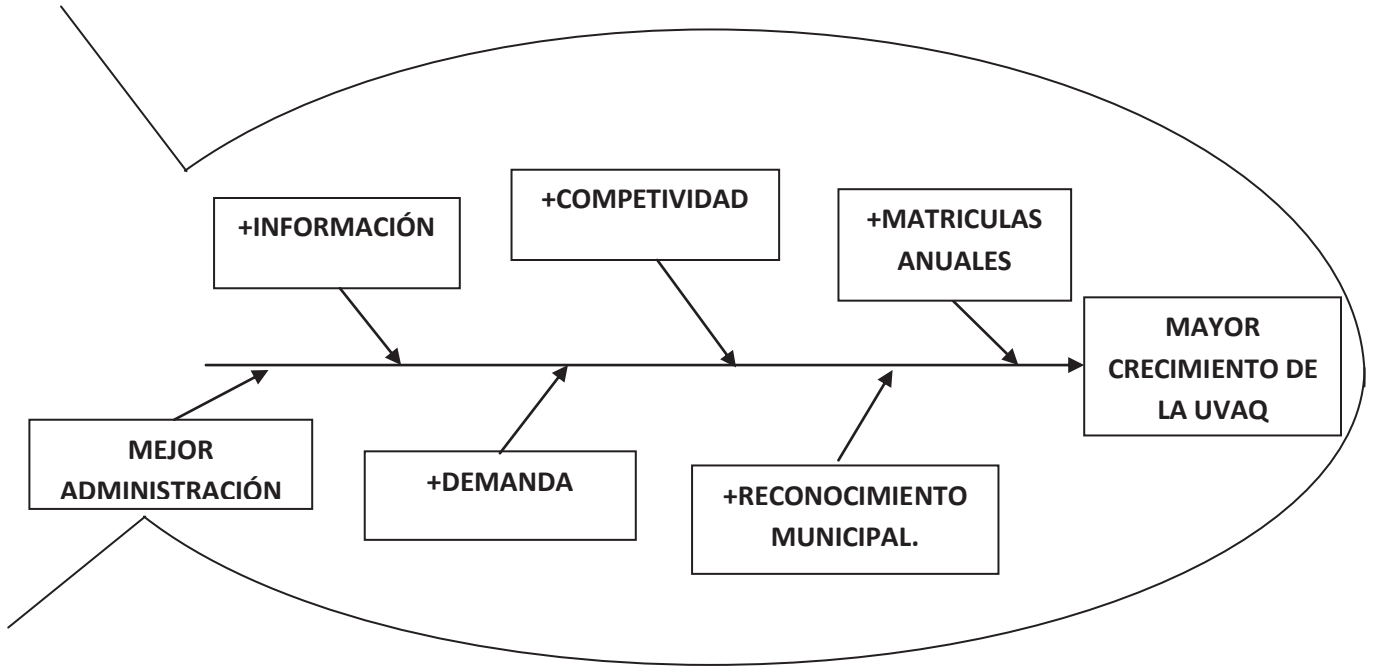 +INFORMACIÓN
+COMPETIVIDAD
+MATRICULAS
ANUALES
MAYOR
CRECIMIENTO DE
LA UVAQ
MEJOR
ADMINISTRACIÓN
+DEMANDA
+RECONOCIMIENTO
MUNICIPAL.